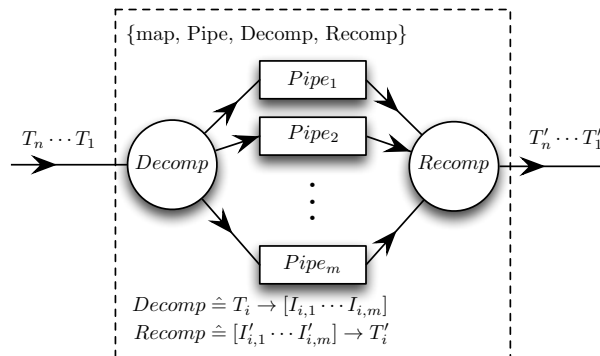 {map, Pipe, Decomp, Recomp}
Pipe₁
Tₙ ⋯ T₁
Pipe₂
T′ₙ ⋯ T′₁
Decomp
Recomp
Pipeₘ
Decomp ≙ Tᵢ → [Iᵢ,₁ ⋯ Iᵢ,ₘ]
Recomp ≙ [I′ᵢ,₁ ⋯ I′ᵢ,ₘ] → T′ᵢ